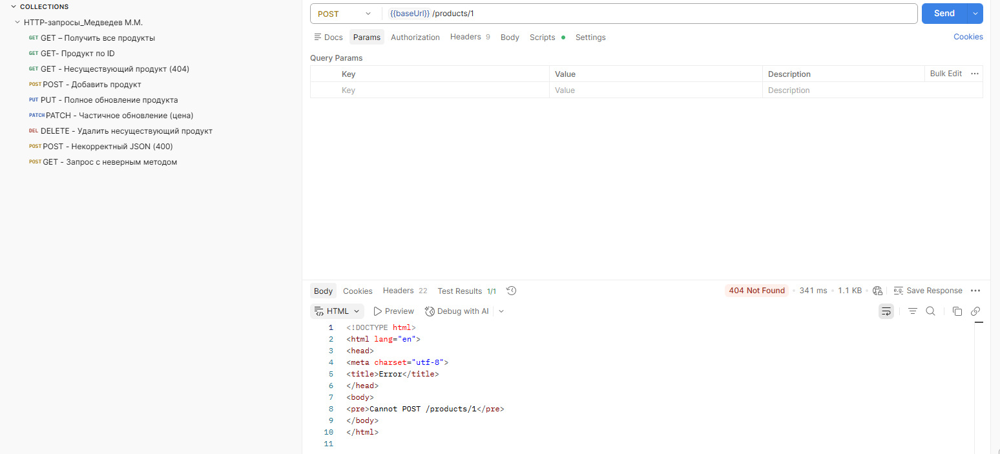 COLLECTIONS
HTTP-запросы_Медведев М.М.
GET GET – Получить все продукты
GET GET- Продукт по ID
GET GET - Несуществующий продукт (404)
POST POST - Добавить продукт
PUT PUT - Полное обновление продукта
PATCH PATCH - Частичное обновление (цена)
DEL DELETE - Удалить несуществующий продукт
POST POST - Некорректный JSON (400)
POST GET - Запрос с неверным методом
POST {{baseUrl}} /products/1 Send
Docs Params Authorization Headers 9 Body Scripts Settings Cookies
Query Params
Key Value Description Bulk Edit
Key Value Description
Body Cookies Headers 22 Test Results 1/1 404 Not Found 341 ms 1.1 KB e.g. Save Response
HTML Preview Debug with AI
1 <!DOCTYPE html>
2 <html lang="en">
3 <head>
4 <meta charset="utf-8">
5 <title>Error</title>
6 </head>
7 <body>
8 <pre>Cannot POST /products/1</pre>
9 </body>
10 </html>
11